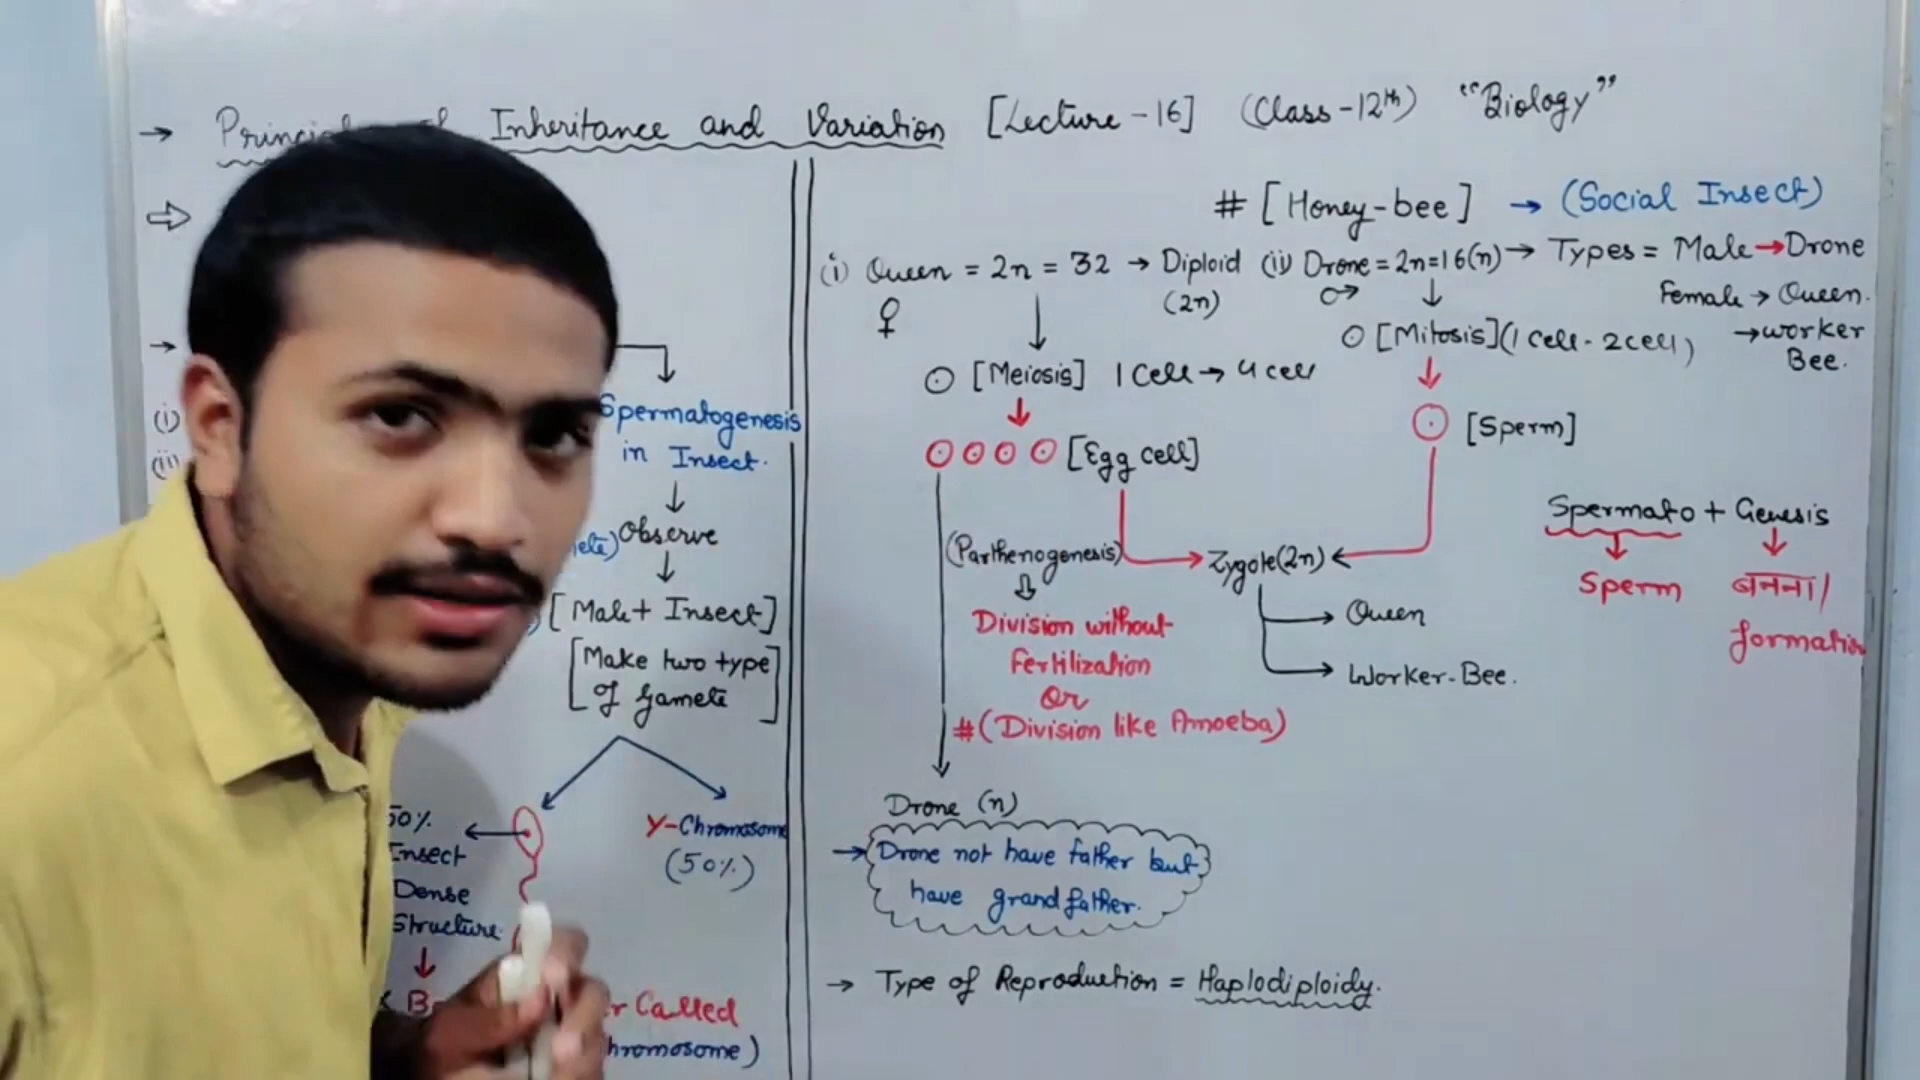 → Inheritance and Variation [Lecture - 16] (Class - 12th) "Biology"
# [Honey-bee] → (Social Insect)
(i) Queen = 2n = 32 → Diploid (2n)
♀
(ii) Drone = 2n=16(n)
♂
→ Types = Male → Drone
Female → Queen.
→ worker Bee.
[Meiosis] 1 Cell → 4 cell
[Mitosis] (1 cell - 2 cell)
[Egg cell]
[Sperm]
(Parthenogenesis)
Division without
fertilization
Or
# (Division like Amoeba)
Zygote(2n)
Queen
Worker-Bee.
Drone (n)
→ Drone not have father but
have grandfather.
→ Type of Reproduction = Haplodiploidy.
Spermato + Genesis
Sperm
बनना/
formation
(i)
(ii)
Spermatogenesis
in Insect.
Observe
[Male + Insect]
[Make two type
of Gamete]
50%
Insect
Dense
Structure
Y-Chromosome
(50%)
Called